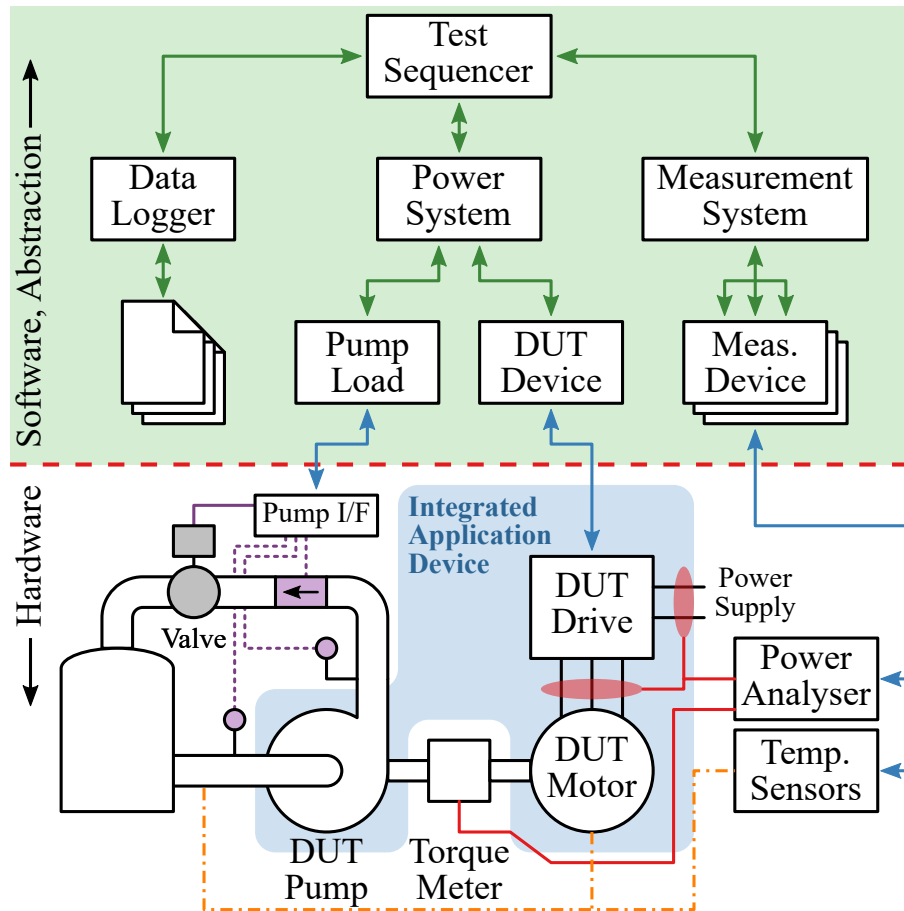 Test
Sequencer
Data
Logger
Power
System
Measurement
System
Pump
Load
DUT
Device
Meas.
Device
Software, Abstraction
Hardware
Pump I/F
Integrated
Application
Device
Valve
DUT
Drive
Power
Supply
Power
Analyser
DUT
Motor
Temp.
Sensors
DUT
Pump
Torque
Meter